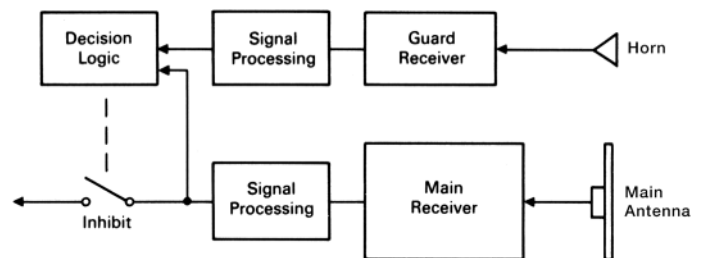 Decision
Logic
Signal
Processing
Guard
Receiver
Horn
Inhibit
Signal
Processing
Main
Receiver
Main
Antenna